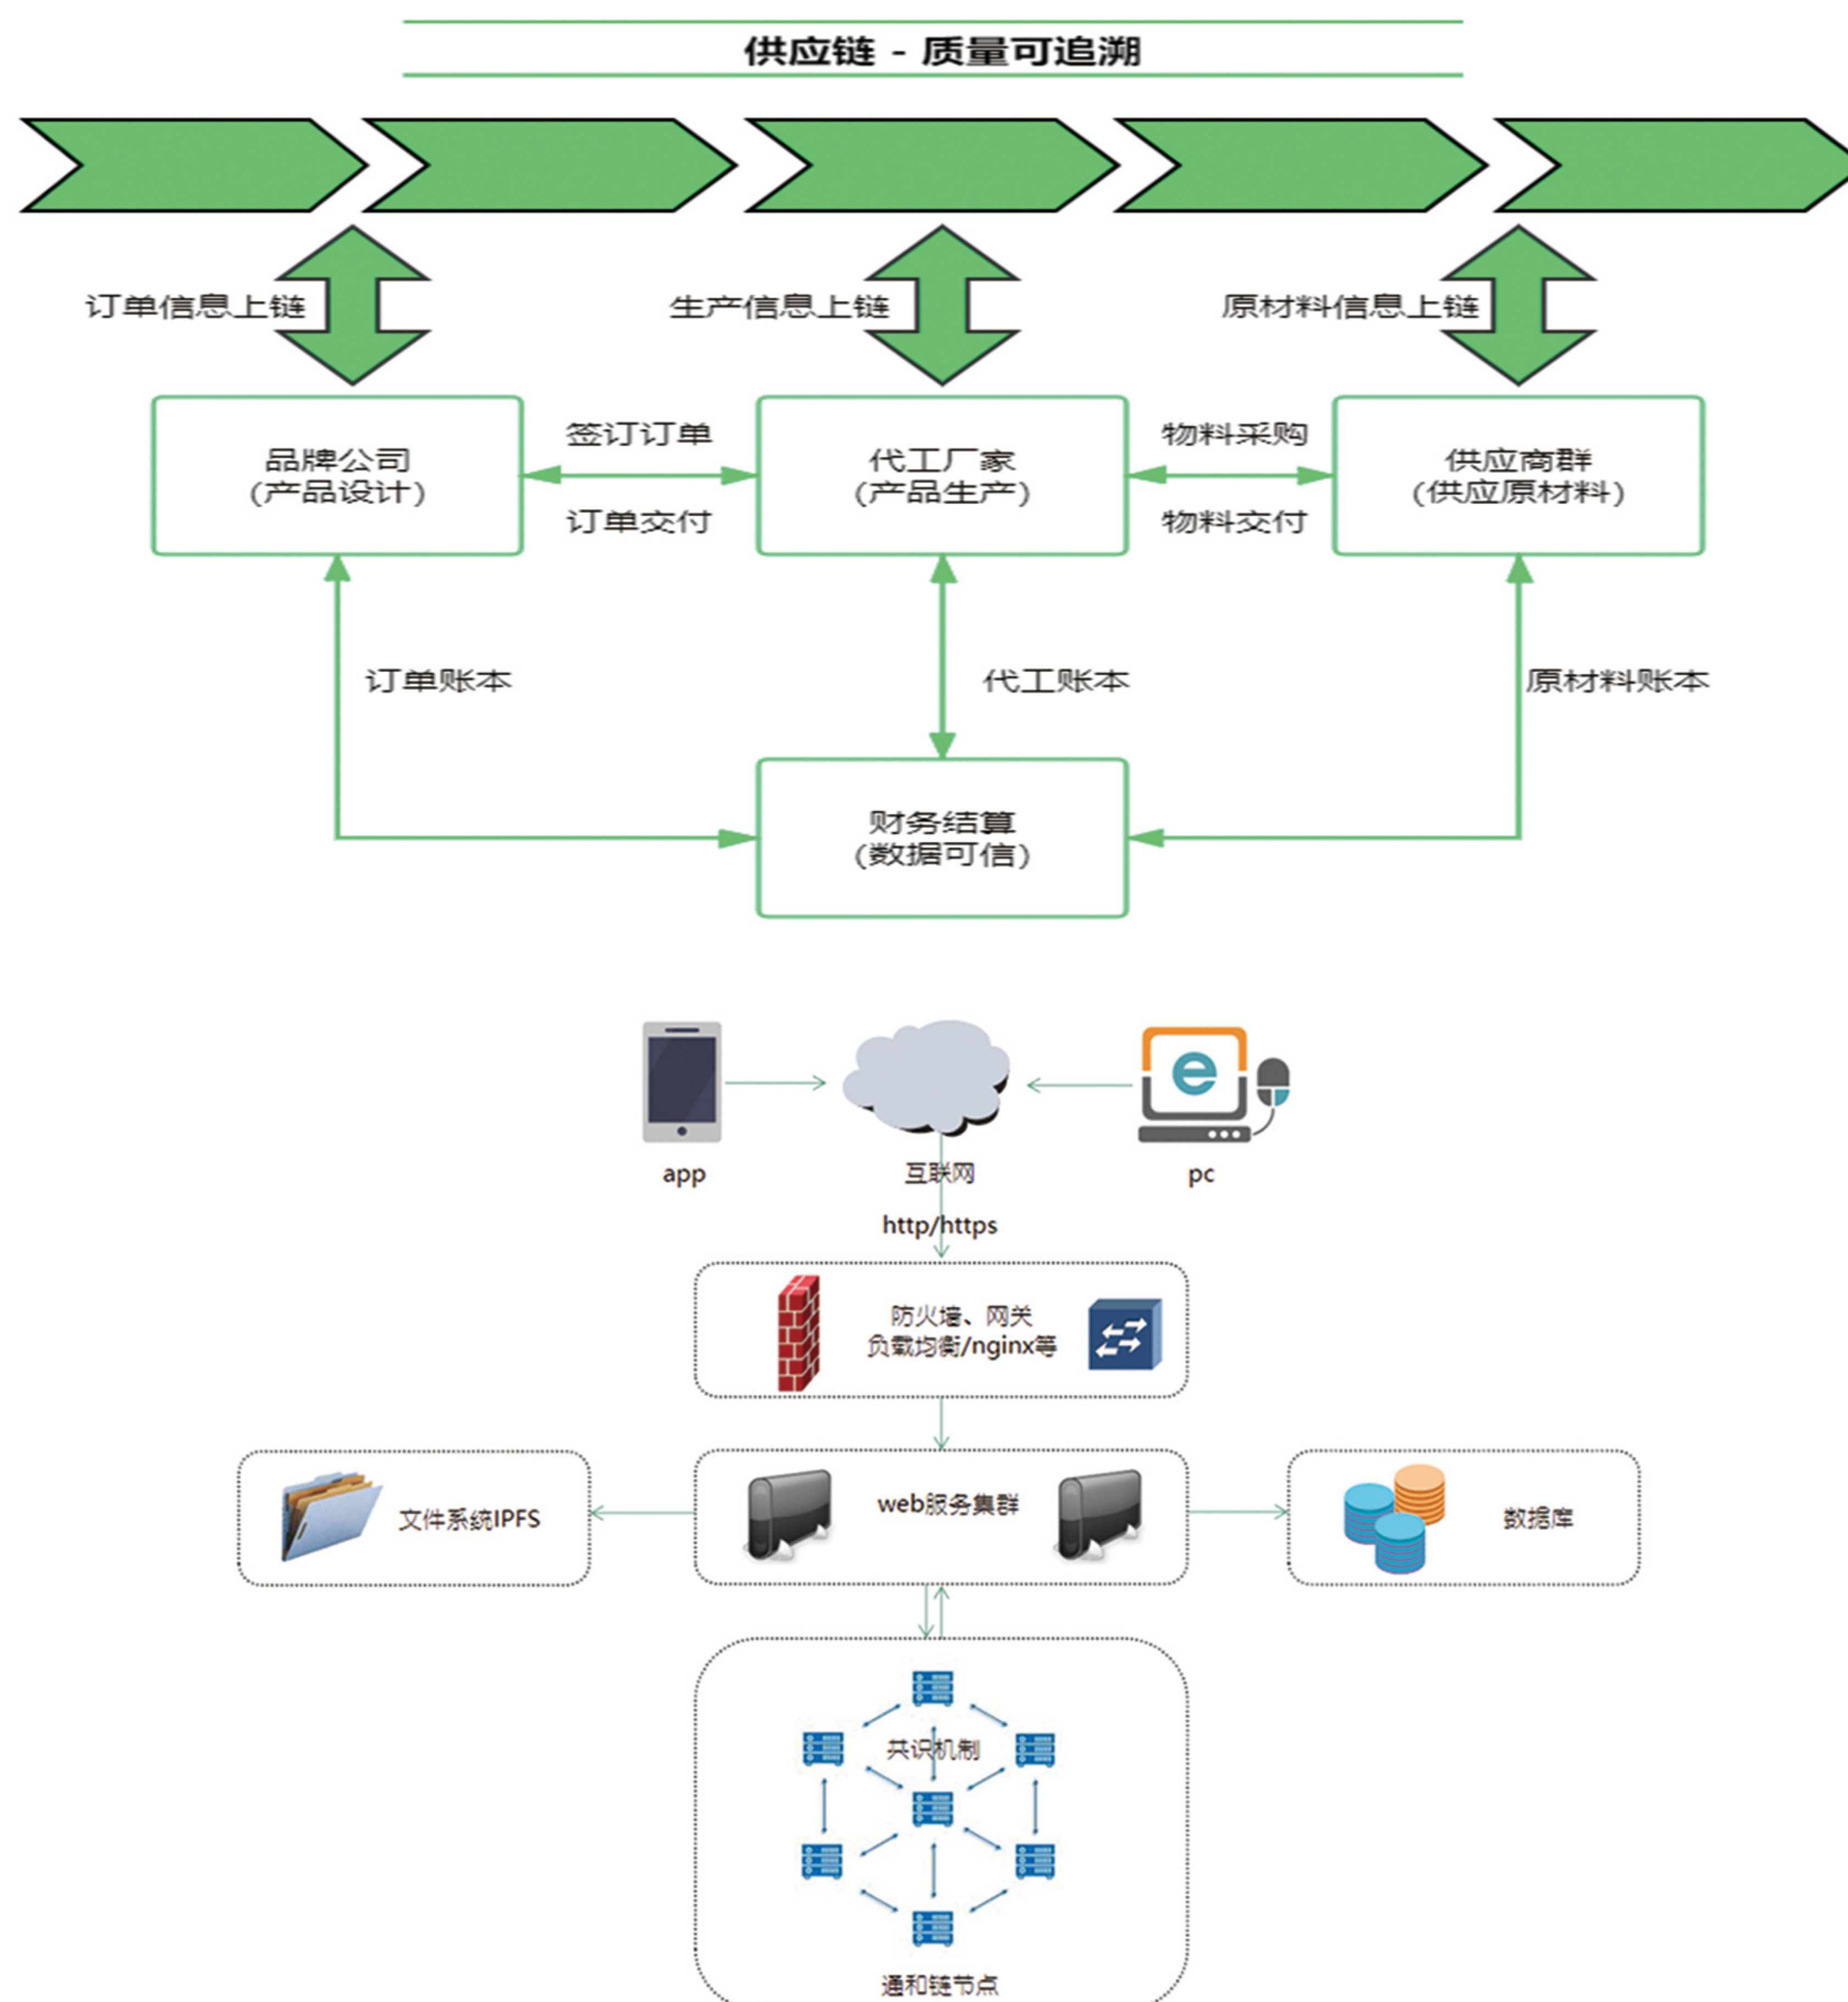 供应链 - 质量可追溯
订单信息上链
生产信息上链
原材料信息上链
品牌公司
(产品设计)
签订订单
订单交付
代工厂家
(产品生产)
物料采购
物料交付
供应商群
(供应原材料)
订单账本
代工账本
原材料账本
财务结算
(数据可信)
app
互联网
pc
http/https
防火墙、网关
负载均衡/nginx等
文件系统IPFS
web服务集群
数据库
共识机制
通和链节点